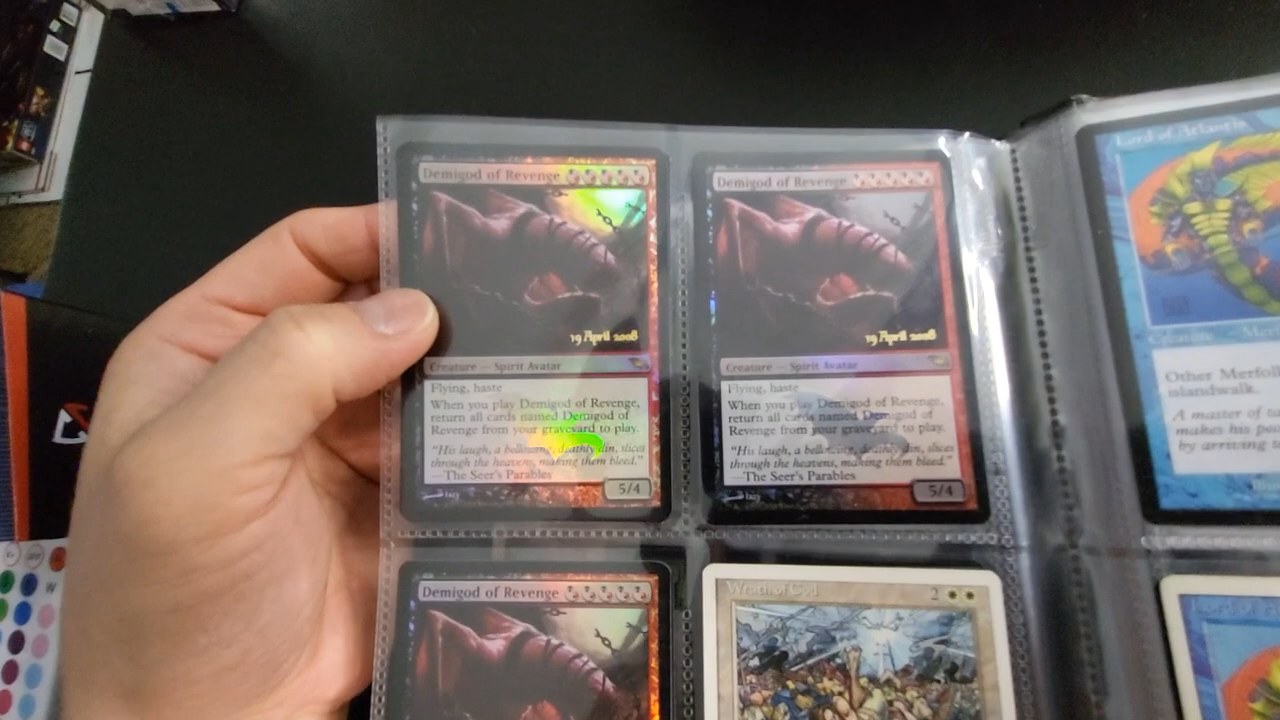 Demigod of Revenge
19 April 2008
Creature — Spirit Avatar
Flying, haste
When you play Demigod of Revenge,
return all cards named Demigod of
Revenge from your graveyard to play.
"His laugh, a bellowing, deathly din, slices
through the heavens, making them bleed."
—The Seer's Parables
5/4
Demigod of Revenge
19 April 2008
Creature — Spirit Avatar
Flying, haste
When you play Demigod of Revenge,
return all cards named Demigod of
Revenge from your graveyard to play.
"His laugh, a bellowing, deathly din, slices
through the heavens, making them bleed."
—The Seer's Parables
5/4
Lord of Atlantis
Other Merfoll
islandwalk.
A master of ta
makes his peo
by arriving
Demigod of Revenge
Wrath of God
2
W